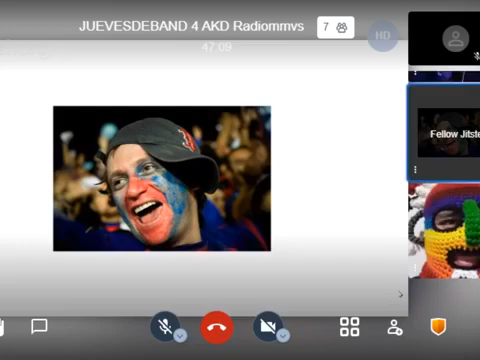 JUEVESDEBAND 4 AKD Radiommvs
7
HD
47:09
Fellow Jitste